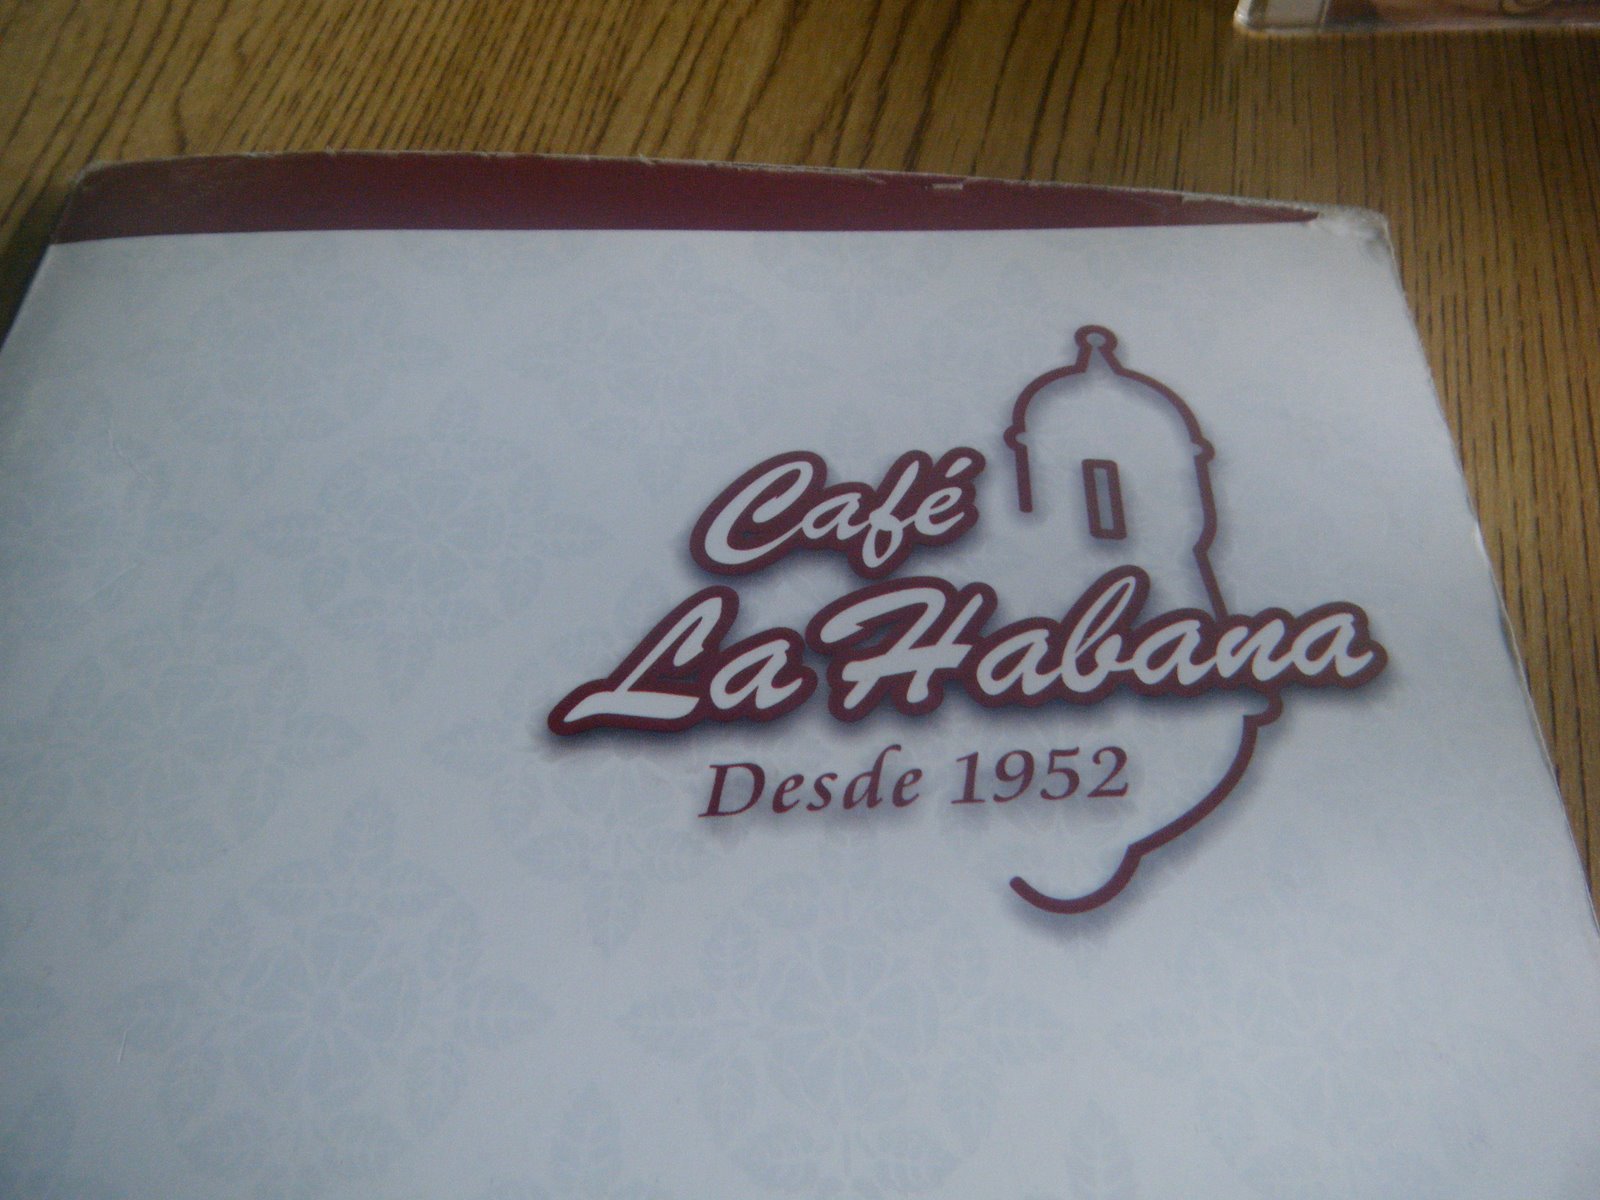 Café
La Habana
Desde 1952